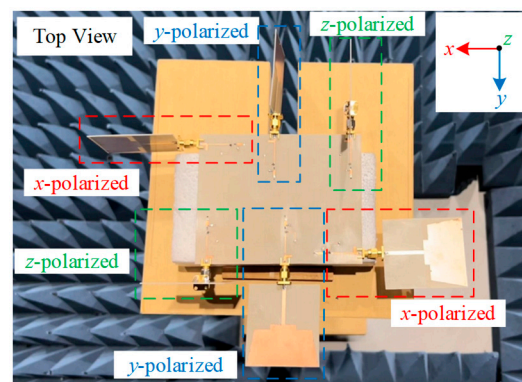 Top View
y-polarized
z-polarized
x
z
y
x-polarized
z-polarized
x-polarized
y-polarized